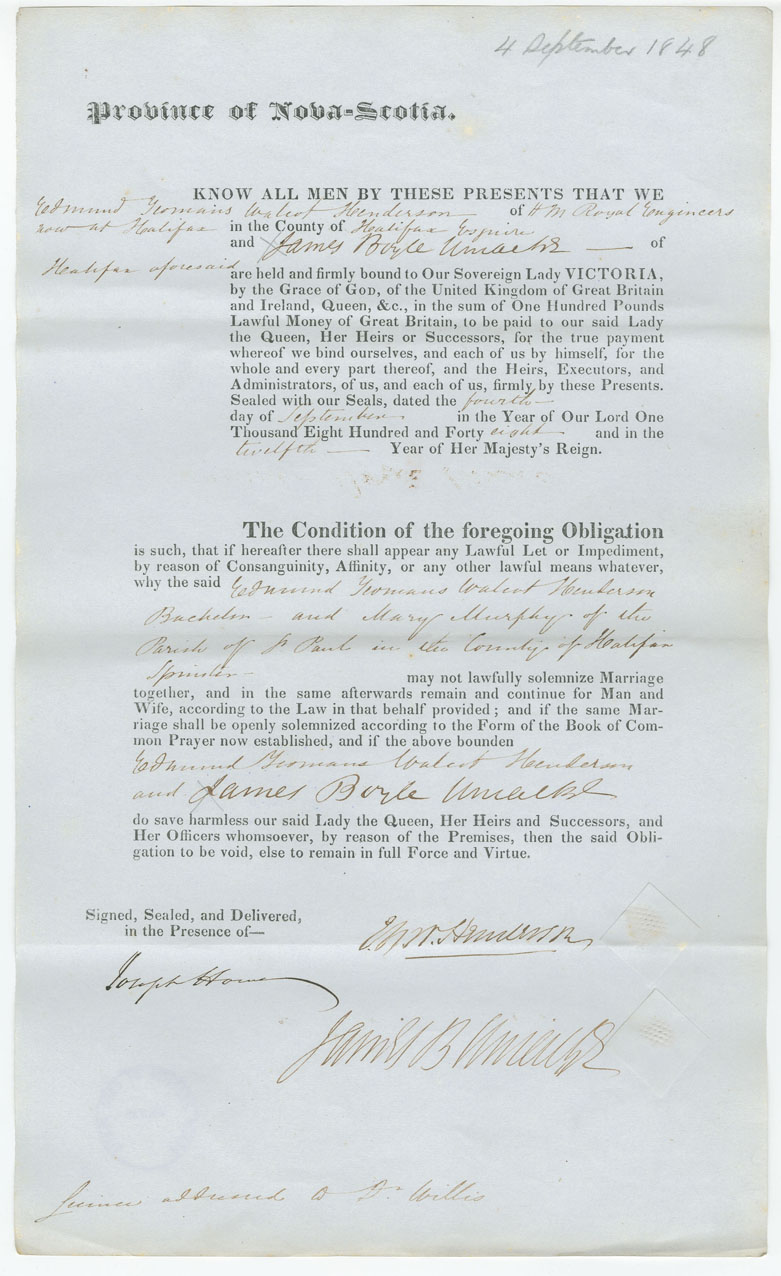 4 September 1848
Province of Nova-Scotia.
KNOW ALL MEN BY THESE PRESENTS THAT WE
Edmund Yeomans Walcot Henderson of H M Royal Engineers
now at Halifax in the County of Halifax Esquire
and James Boyle Uniacke of
Halifax aforesaid
are held and firmly bound to Our Sovereign Lady VICTORIA,
by the Grace of GOD, of the United Kingdom of Great Britain
and Ireland, Queen, &c., in the sum of One Hundred Pounds
Lawful Money of Great Britain, to be paid to our said Lady
the Queen, Her Heirs or Successors, for the true payment
whereof we bind ourselves, and each of us by himself, for the
whole and every part thereof, and the Heirs, Executors, and
Administrators, of us, and each of us, firmly by these Presents.
Sealed with our Seals, dated the fourth
day of September in the Year of Our Lord One
Thousand Eight Hundred and Forty eight and in the
twelfth Year of Her Majesty's Reign.
The Condition of the foregoing Obligation
is such, that if hereafter there shall appear any Lawful Let or Impediment,
by reason of Consanguinity, Affinity, or any other lawful means whatever,
why the said Edmund Yeomans Walcot Henderson
Bachelor - and Mary Murphy of the
Parish of St Paul in the County of Halifax
Spinster may not lawfully solemnize Marriage
together, and in the same afterwards remain and continue for Man and
Wife, according to the Law in that behalf provided; and if the same Mar-
riage shall be openly solemnized according to the Form of the Book of Com-
mon Prayer now established, and if the above bounden
Edmund Yeomans Walcot Henderson
and James Boyle Uniacke
do save harmless our said Lady the Queen, Her Heirs and Successors, and
Her Officers whomsoever, by reason of the Premises, then the said Obli-
gation to be void, else to remain in full Force and Virtue.
Signed, Sealed, and Delivered,
in the Presence of—
E.Y.W. Henderson
Joseph Howe
James B Uniacke
addressed to Dr Willis